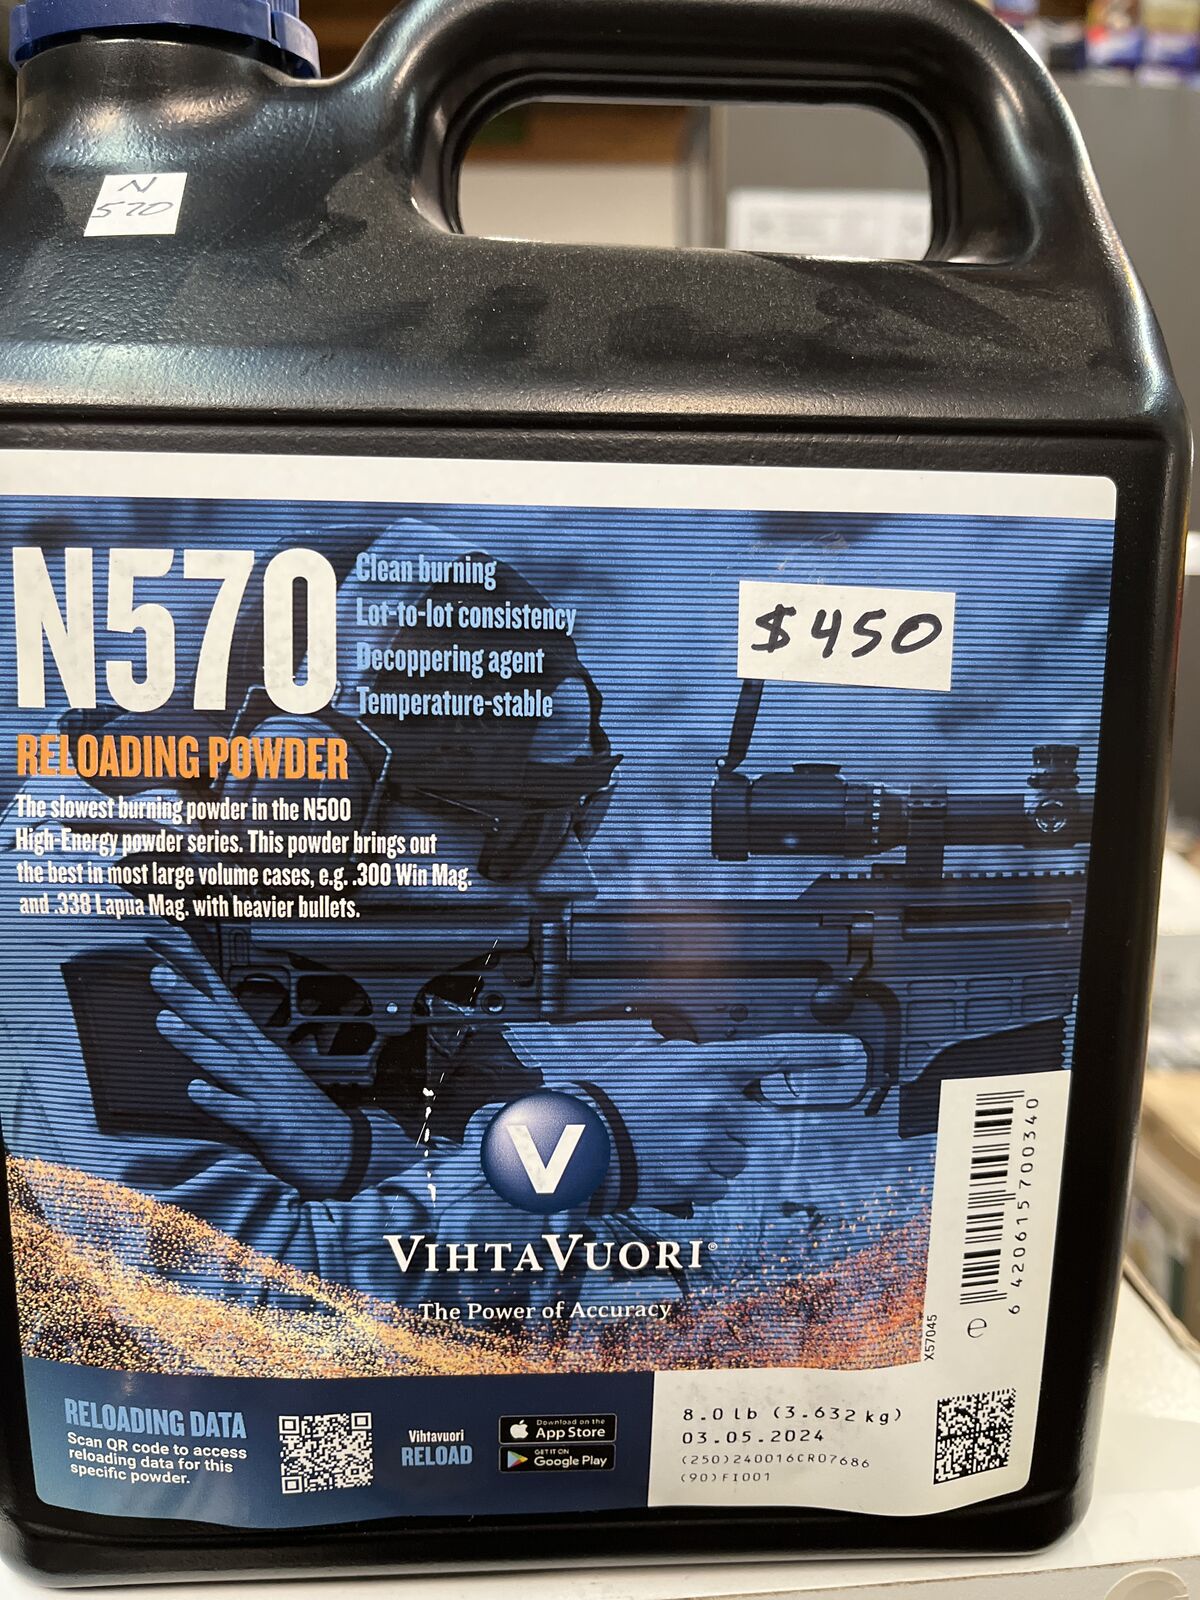 N
570
N570
Clean burning
Lot-to-lot consistency
Decoppering agent
Temperature-stable
$450
RELOADING POWDER
The slowest burning powder in the N500
High-Energy powder series. This powder brings out
the best in most large volume cases, e.g. .300 Win Mag.
and .338 Lapua Mag. with heavier bullets.
V
VIHTAVUORI®
The Power of Accuracy
6 420615 700340
e
X57045
RELOADING DATA
Scan QR code to access
reloading data for this
specific powder.
Vihtavuori
RELOAD
Download on the
App Store
GET IT ON
Google Play
8.0 lb (3.632 kg)
03.05.2024
(250)240016CR07686
(90)FI001